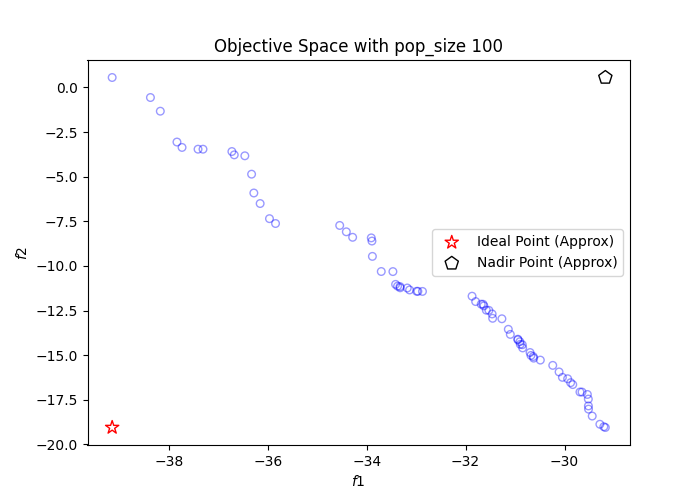 Objective Space with pop_size 100
0.0
−2.5
−5.0
−7.5
−10.0
−12.5
−15.0
−17.5
−20.0
f2
Ideal Point (Approx)
Nadir Point (Approx)
−38
−36
−34
−32
−30
f1